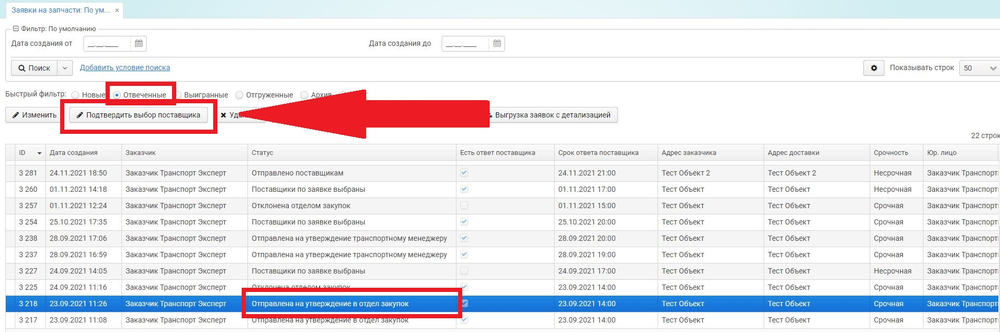 Заявки на запчасти: По ум... ×
Фильтр: По умолчанию
Дата создания от __.__.____ Дата создания до __.__.____
Поиск Добавить условие поиска Показывать строк 50
Быстрый фильтр: Новые Отвеченные Выигранные Отгруженные Архив
Изменить Подтвердить выбор поставщика Выгрузка заявок с детализацией
22 строк
ID Дата создания Заказчик Статус Есть ответ поставщика Срок ответа поставщика Адрес заказчика Адрес доставки Срочность Юр. лицо
3 281 24.11.2021 18:50 Заказчик Транспорт Эксперт Отправлено поставщикам 24.11.2021 21:00 Тест Объект 2 Тест Объект 2 Несрочная Заказчик Транспорт
3 260 01.11.2021 14:18 Заказчик Транспорт Эксперт Поставщики по заявке выбраны 01.11.2021 17:00 Тест Объект Тест Объект Несрочная Заказчик Транспорт
3 257 01.11.2021 12:24 Заказчик Транспорт Эксперт Отклонена отделом закупок 01.11.2021 15:00 Тест Объект Тест Объект Срочная Заказчик Транспорт
3 254 25.10.2021 17:35 Заказчик Транспорт Эксперт Поставщики по заявке выбраны 25.10.2021 20:00 Тест Объект Тест Объект Срочная Заказчик Транспорт
3 238 28.09.2021 17:06 Заказчик Транспорт Эксперт Отправлена на утверждение транспортному менеджеру 28.09.2021 20:00 Тест Объект Тест Объект Срочная Заказчик Транспорт
3 237 28.09.2021 16:59 Заказчик Транспорт Эксперт Отправлена на утверждение транспортному менеджеру 28.09.2021 19:00 Тест Объект Тест Объект Срочная Заказчик Транспорт
3 227 24.09.2021 14:05 Заказчик Транспорт Эксперт Поставщики по заявке выбраны 24.09.2021 17:00 Тест Объект Тест Объект Несрочная Заказчик Транспорт
3 225 24.09.2021 11:16 Заказчик Транспорт Эксперт Отклонена отделом закупок 23.09.2021 14:00 Тест Объект Тест Объект Срочная Заказчик Транспорт
3 218 23.09.2021 11:26 Заказчик Транспорт Эксперт Отправлена на утверждение в отдел закупок 23.09.2021 14:00 Тест Объект Тест Объект Срочная Заказчик Транспорт
3 217 23.09.2021 11:08 Заказчик Транспорт Эксперт Отправлена на утверждение в отдел закупок 23.09.2021 14:00 Тест Объект Тест Объект Срочная Заказчик Транспорт